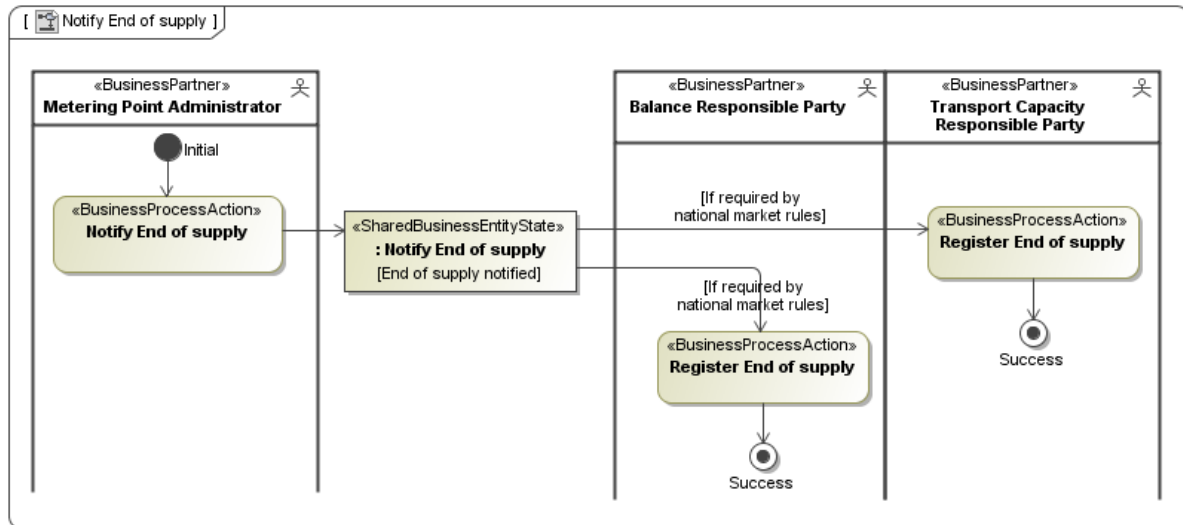 [ Notify End of supply ]
«BusinessPartner»
Metering Point Administrator
Initial
«BusinessProcessAction»
Notify End of supply
«SharedBusinessEntityState»
: Notify End of supply
[End of supply notified]
«BusinessPartner»
Balance Responsible Party
«BusinessPartner»
Transport Capacity
Responsible Party
[If required by
national market rules]
«BusinessProcessAction»
Register End of supply
Success
[If required by
national market rules]
«BusinessProcessAction»
Register End of supply
Success